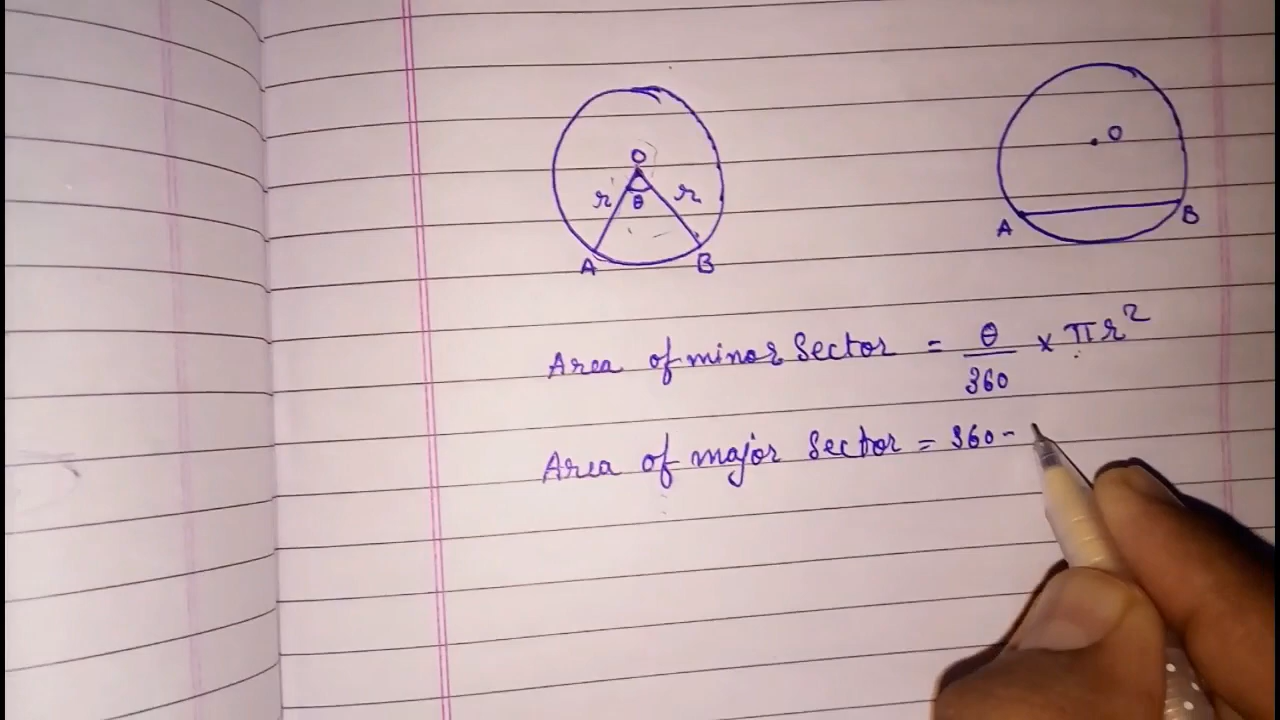 O
r θ r
A B
O
A B
Area of minor Sector = θ/360 × πr²
Area of major Sector = 360 -